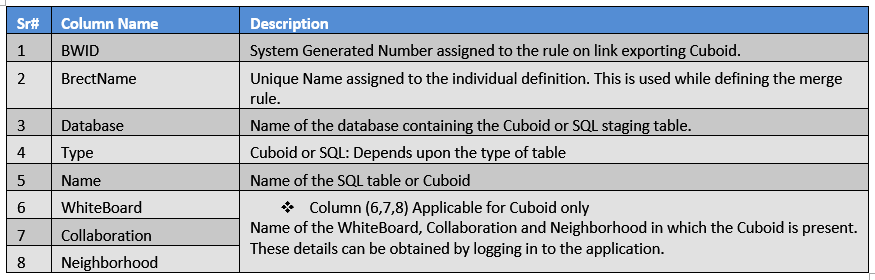 Sr# Column Name Description
1 BWID System Generated Number assigned to the rule on link exporting Cuboid.
2 BrectName Unique Name assigned to the individual definition. This is used while defining the merge
rule.
3 Database Name of the database containing the Cuboid or SQL staging table.
4 Type Cuboid or SQL: Depends upon the type of table
5 Name Name of the SQL table or Cuboid
6 WhiteBoard ❖ Column (6,7,8) Applicable for Cuboid only
Name of the WhiteBoard, Collaboration and Neighborhood in which the Cuboid is present.
7 Collaboration
These details can be obtained by logging in to the application.
8 Neighborhood